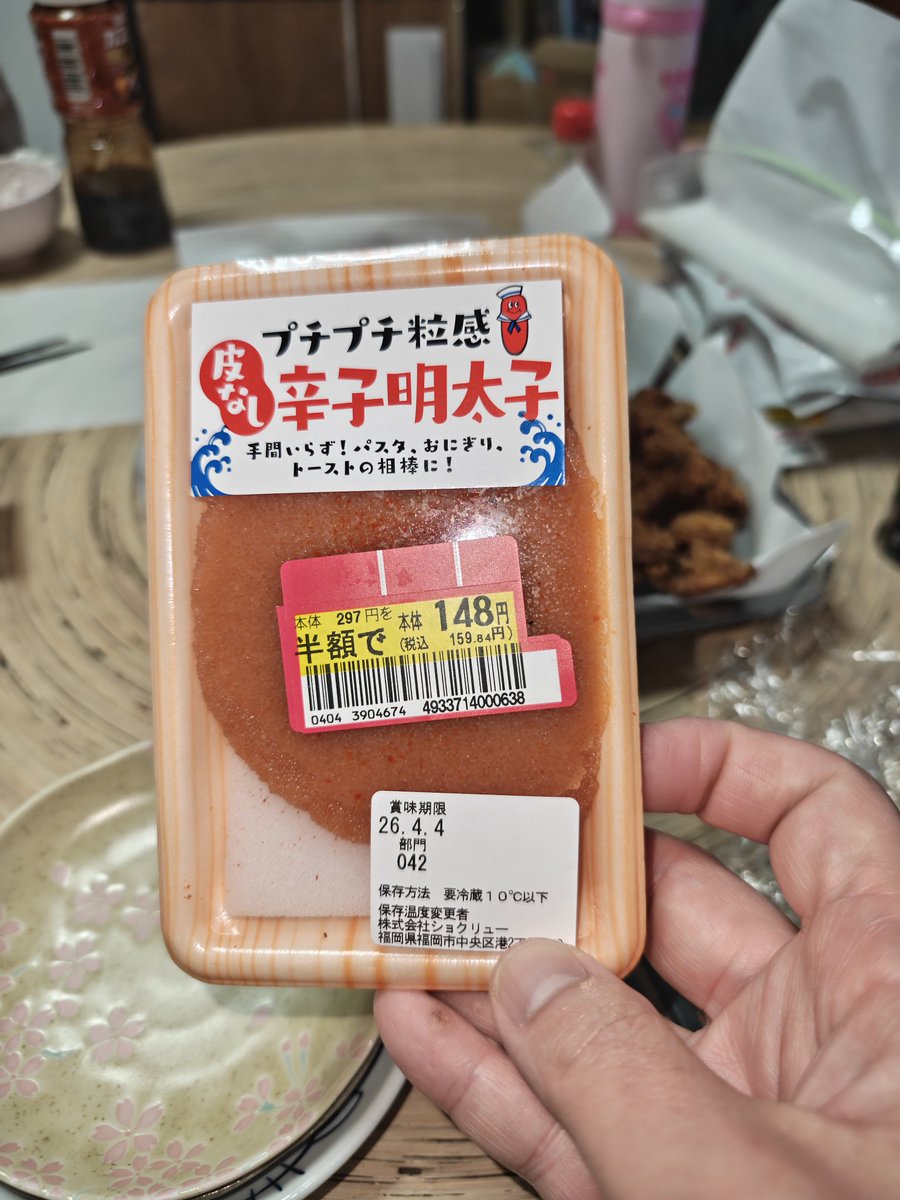 プチプチ粒感
皮なし
辛子明太子
手間いらず!パスタ、おにぎり、
トーストの相棒に!
本体 297円を
半額で
本体 148円
(税込 159.84円)
0404 3904674 4933714000638
賞味期限
26.4.4
部門
042
保存方法 要冷蔵10℃以下
保存温度変更者
株式会社ショクリュー
福岡県福岡市中央区港2丁